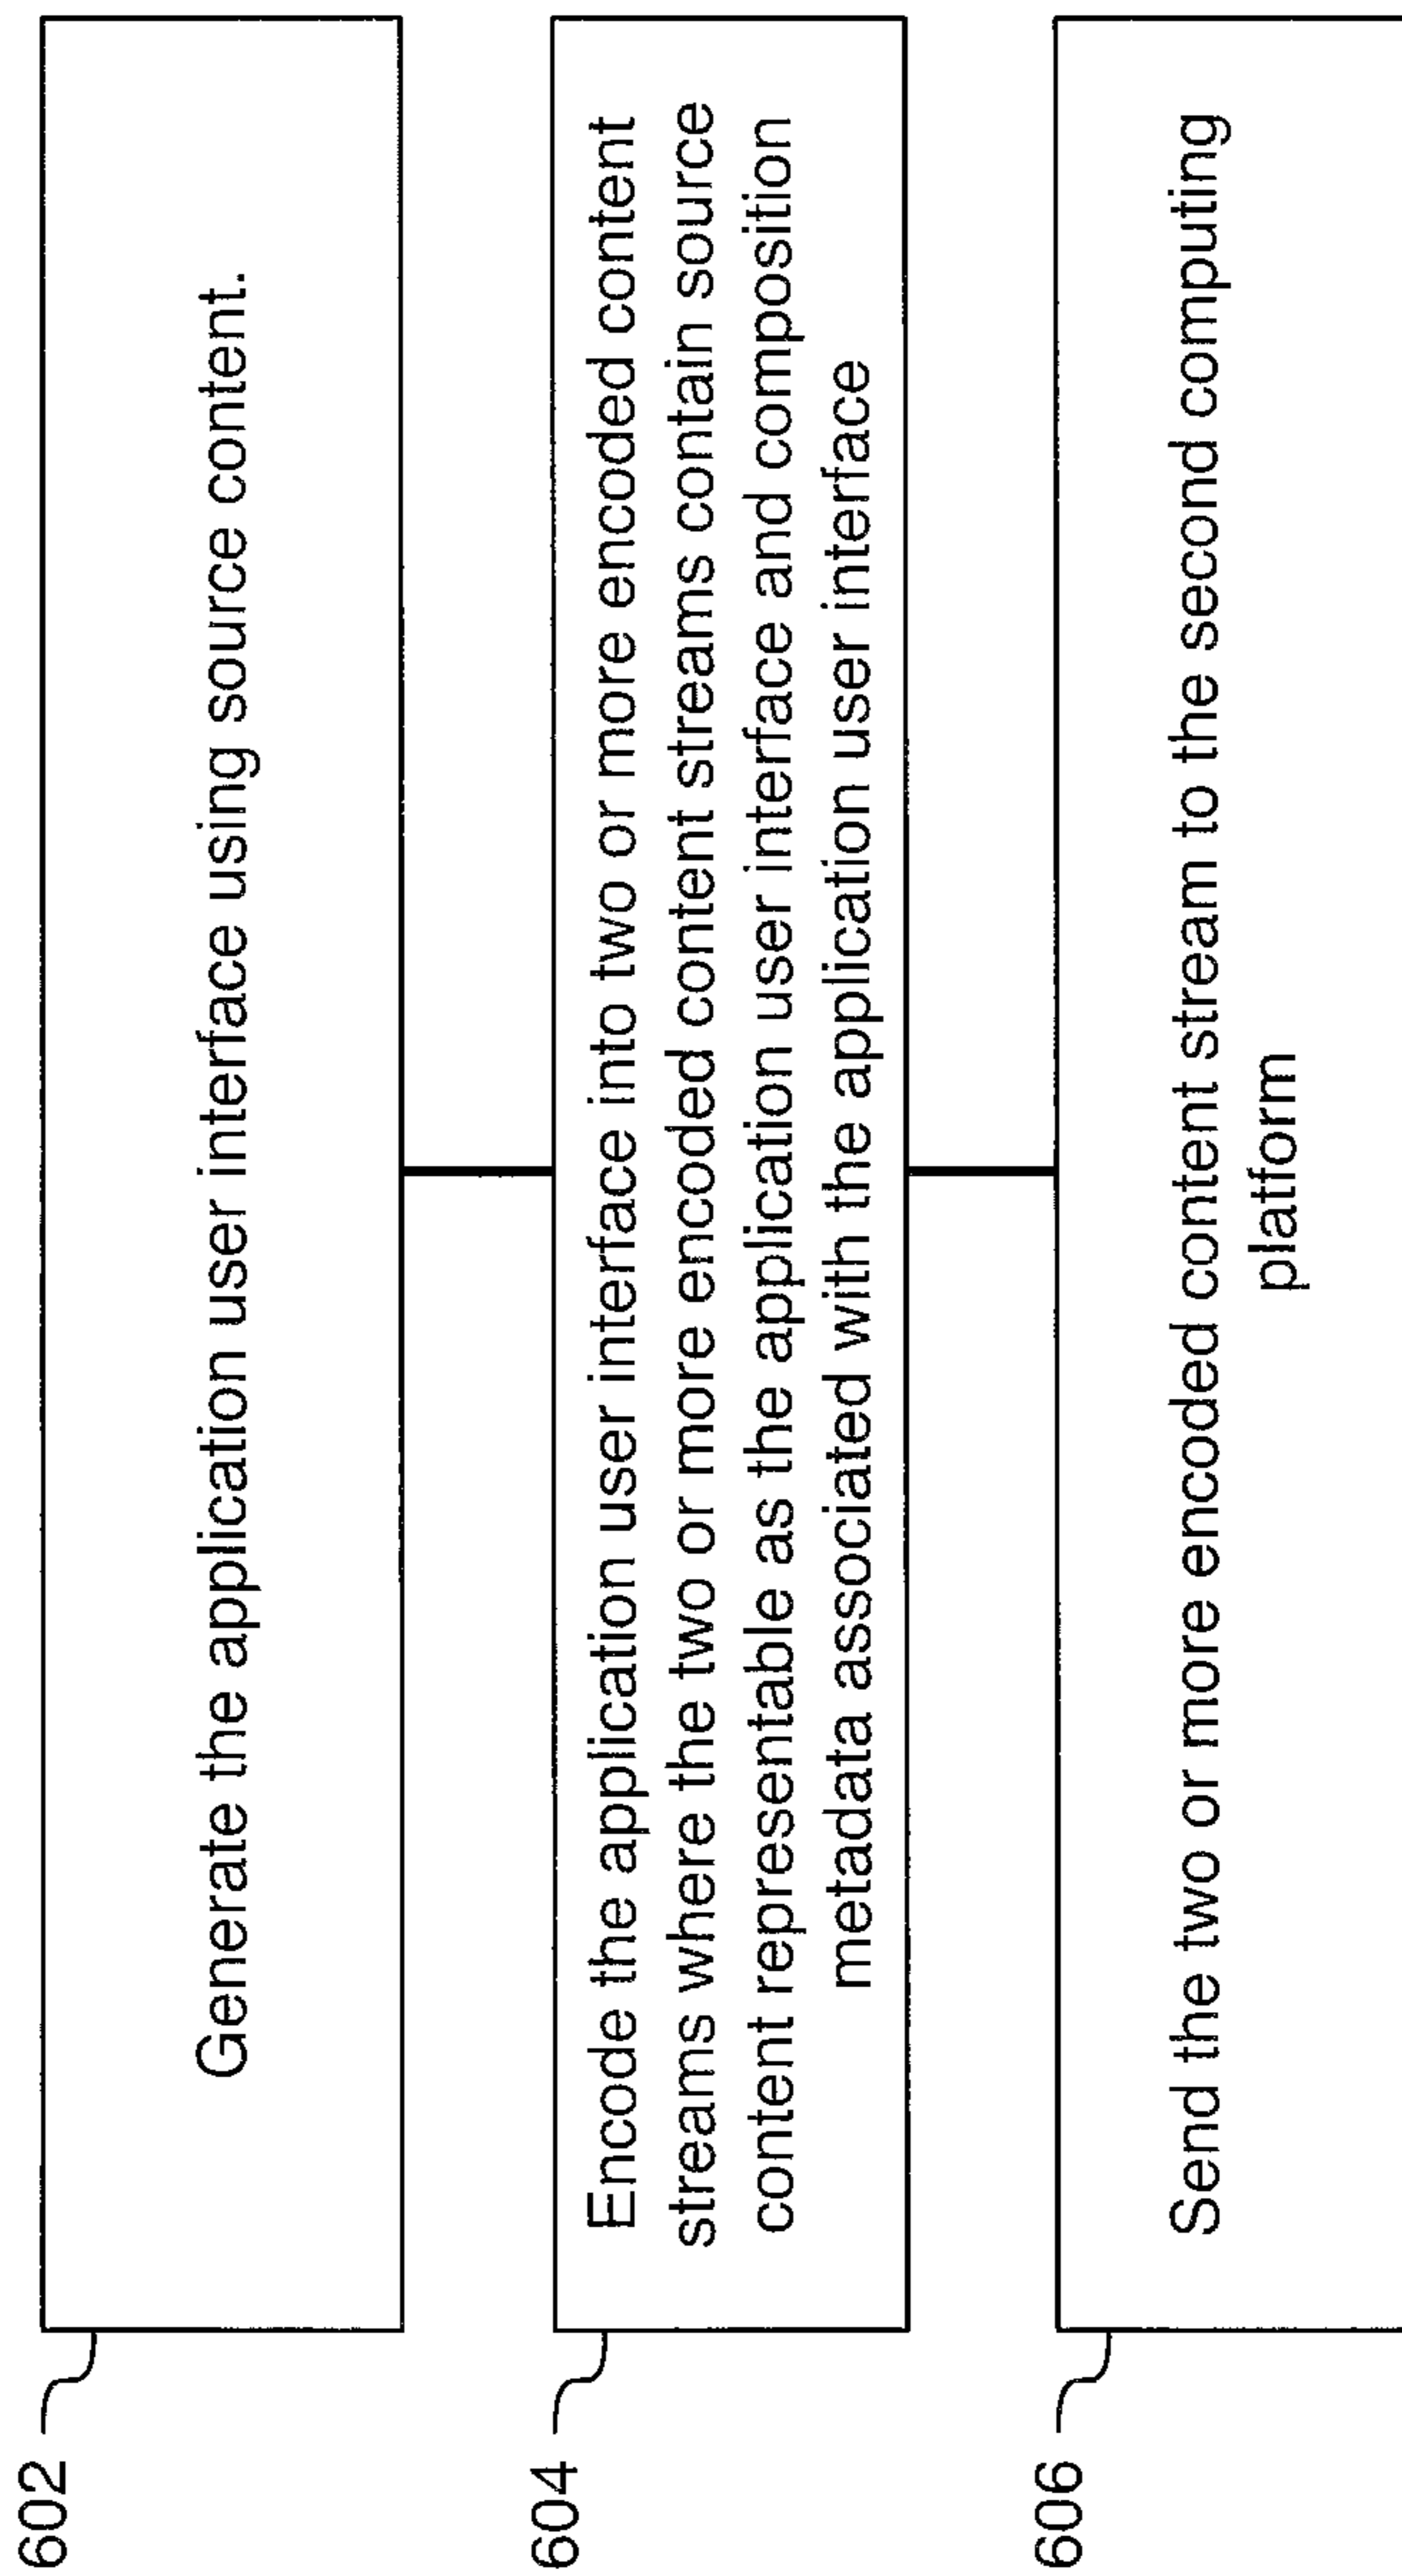 602
Generate the application user interface using source content.
604
Encode the application user interface into two or more encoded content
streams where the two or more encoded content streams contain source
content representable as the application user interface and composition
metadata associated with the application user interface
606
Send the two or more encoded content stream to the second computing
platform